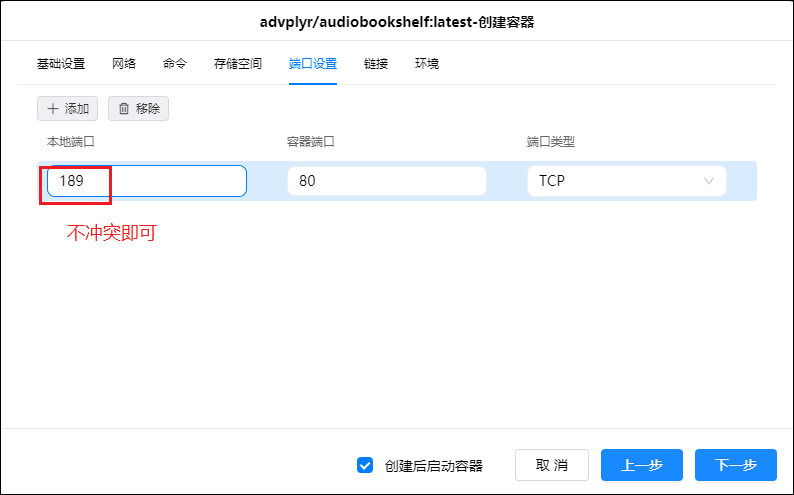 advplyr/audiobookshelf:latest-创建容器
基础设置 网络 命令 存储空间 端口设置 链接 环境
添加 移除
本地端口 容器端口 端口类型
189 80 TCP
不冲突即可
创建后启动容器 取消 上一步 下一步